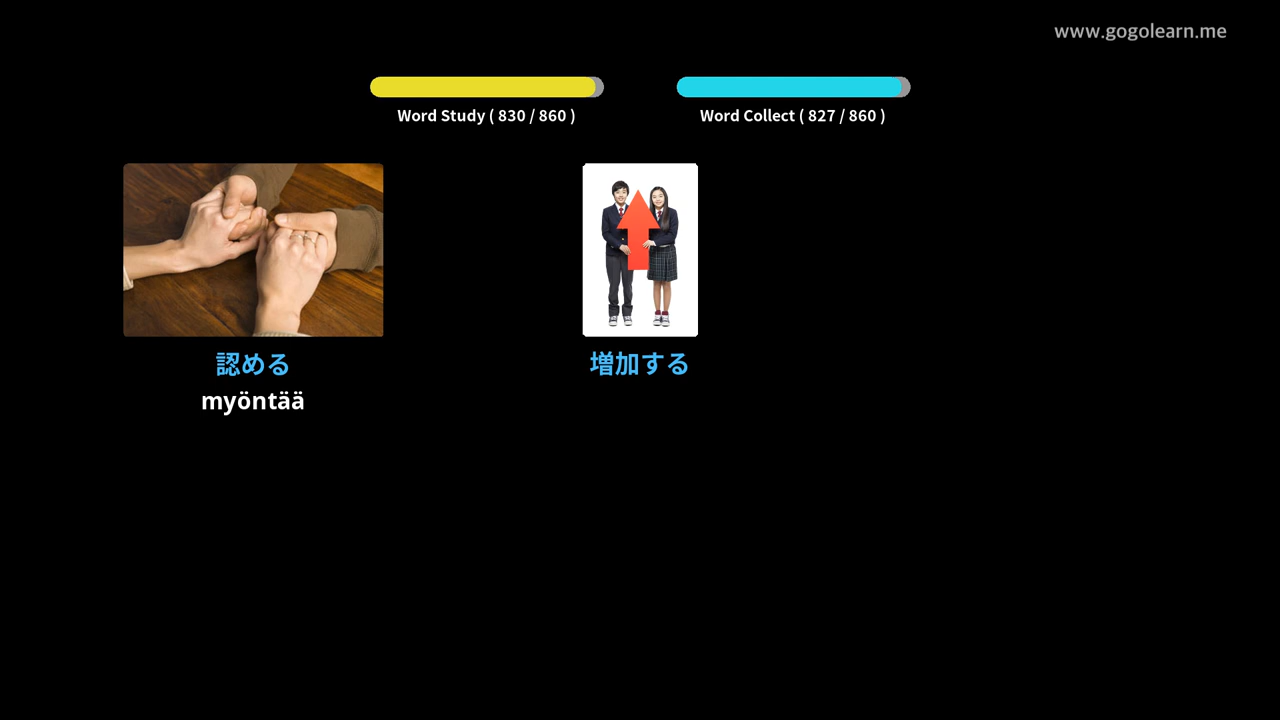 www.gogolearn.me
Word Study ( 830 / 860 )
Word Collect ( 827 / 860 )
認める
myöntää
増加する